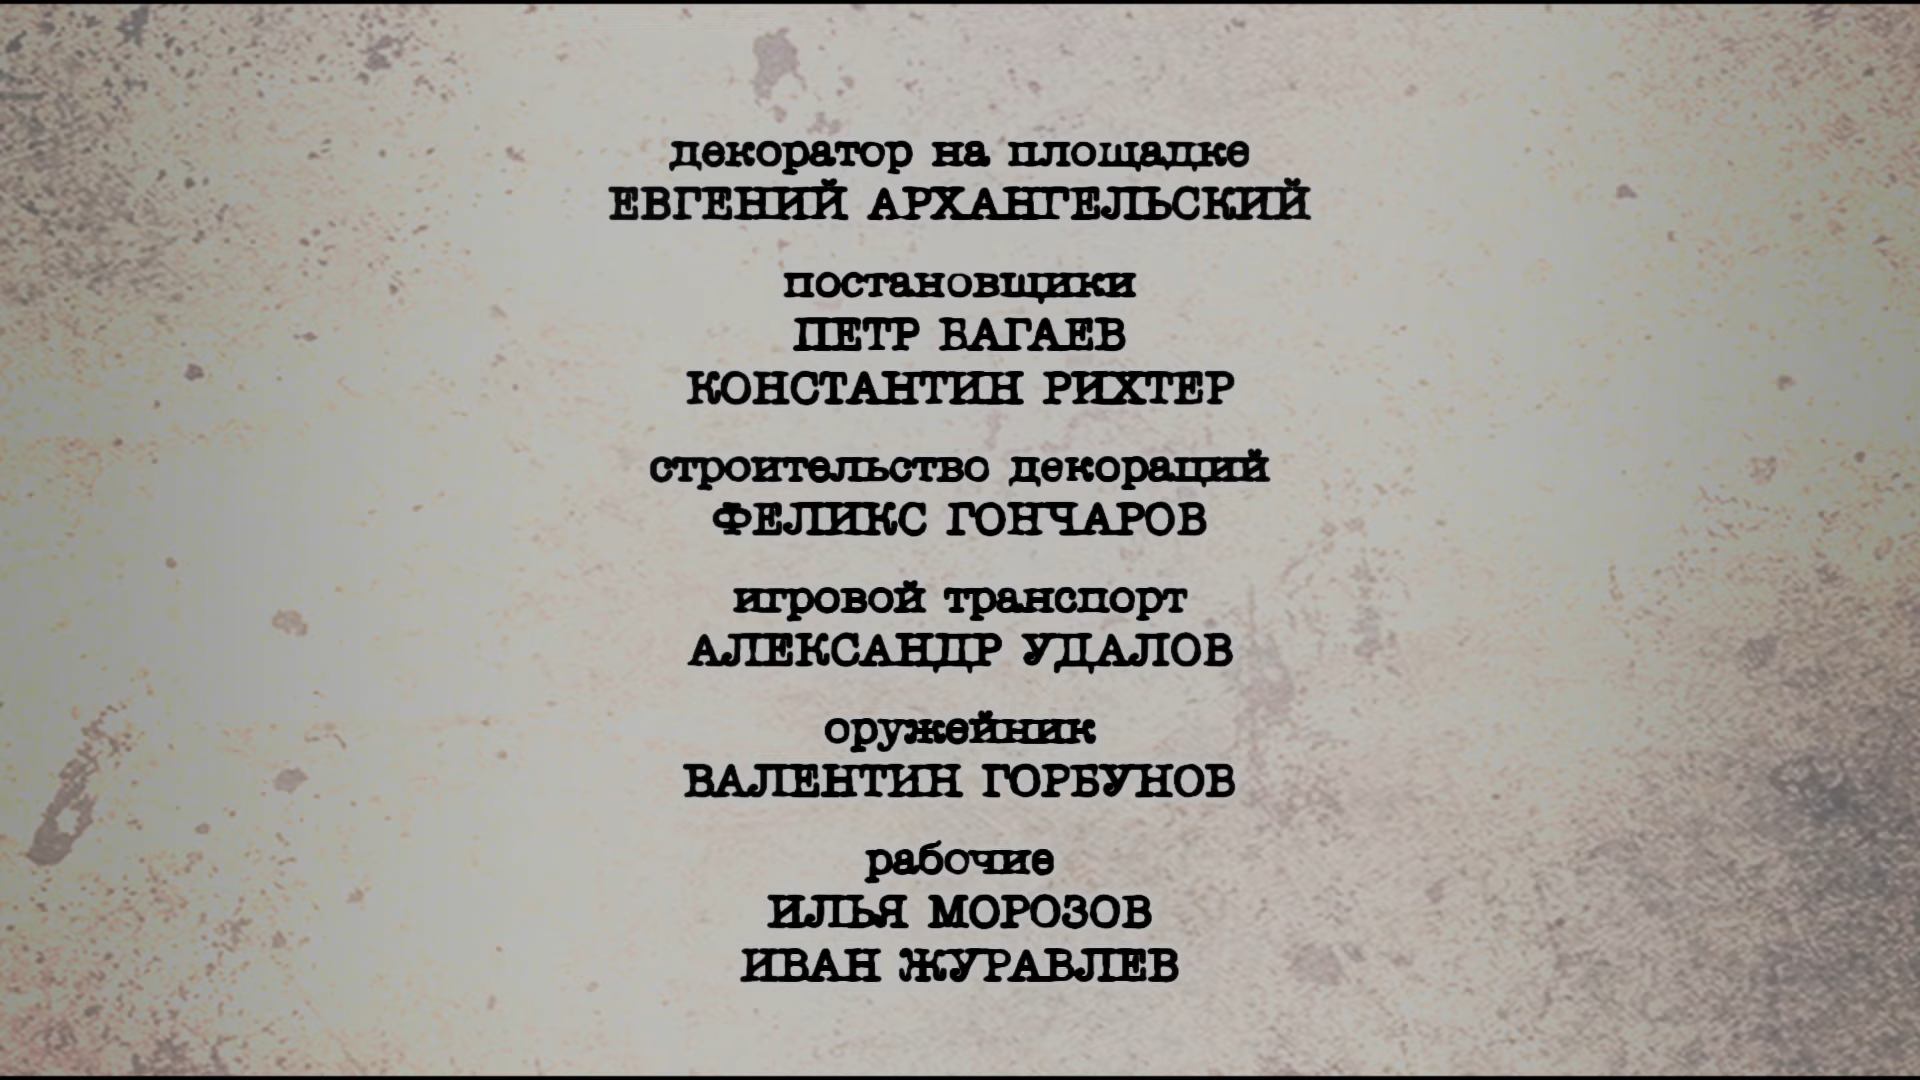 декоратор на площадке
ЕВГЕНИЙ АРХАНГЕЛЬСКИЙ
постановщики
ПЕТР БАГАЕВ
КОНСТАНТИН РИХТЕР
строительство декораций
ФЕЛИКС ГОНЧАРОВ
игровой транспорт
АЛЕКСАНДР УДАЛОВ
оружейник
ВАЛЕНТИН ГОРБУНОВ
рабочие
ИЛЬЯ МОРОЗОВ
ИВАН ЖУРАВЛЕВ